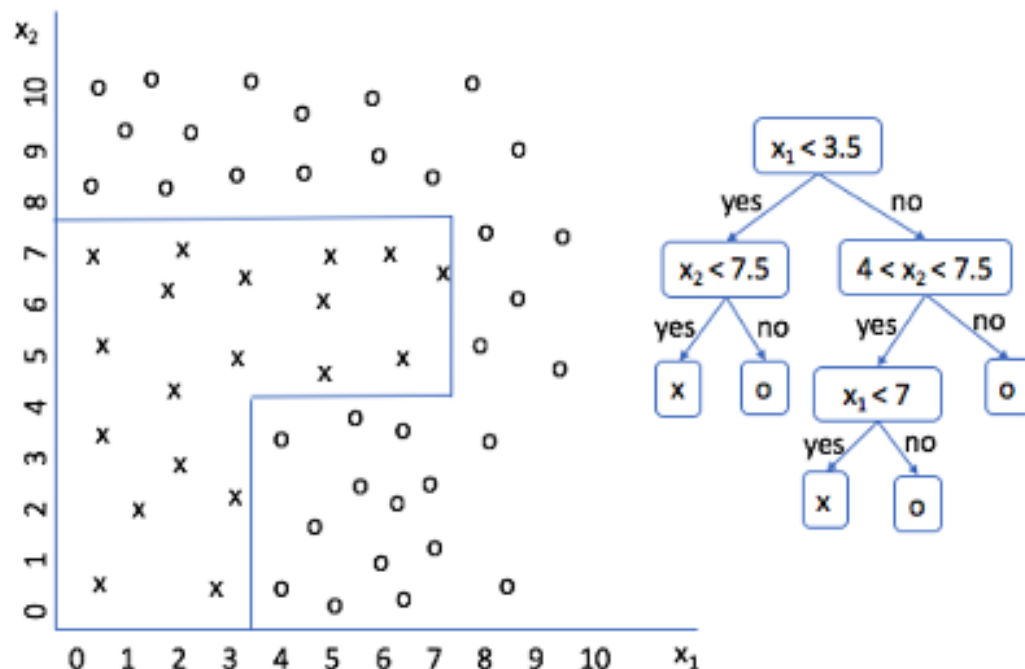 x₂
10
9
8
7
6
5
4
3
2
1
0
0 1 2 3 4 5 6 7 8 9 10 x₁
x₁ < 3.5
yes no
x₂ < 7.5 4 < x₂ < 7.5
yes no yes no
x o x₁ < 7 o
yes no
x o